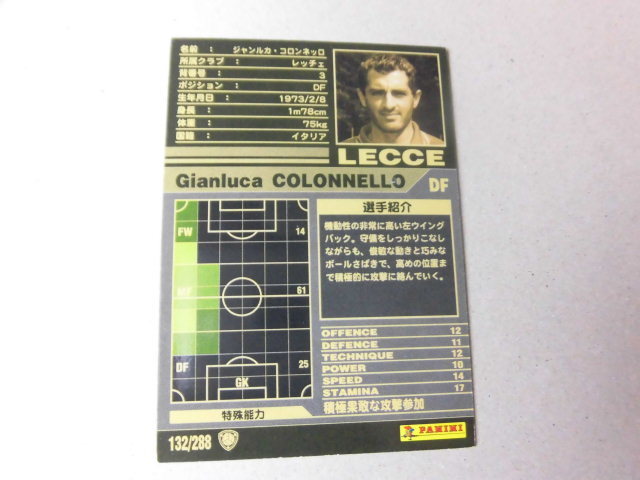 名前 : ジャンルカ・コロンネッロ
所属クラブ : レッチェ
背番号 : 3
ポジション : DF
生年月日 : 1973/2/8
身長 : 1m78cm
体重 : 75kg
国籍 : イタリア
LECCE
Gianluca COLONNELLO DF
FW 14
MF 61
DF 25
GK
選手紹介
機動性の非常に高い左ウイング
バック。守備をしっかりこなし
ながらも、俊敏な動きと巧みな
ボールさばきで、高めの位置ま
で積極的に攻撃に絡んでいく。
OFFENCE 12
DEFENCE 11
TECHNIQUE 12
POWER 10
SPEED 14
STAMINA 17
特殊能力 積極果敢な攻撃参加
132/288
PANINI